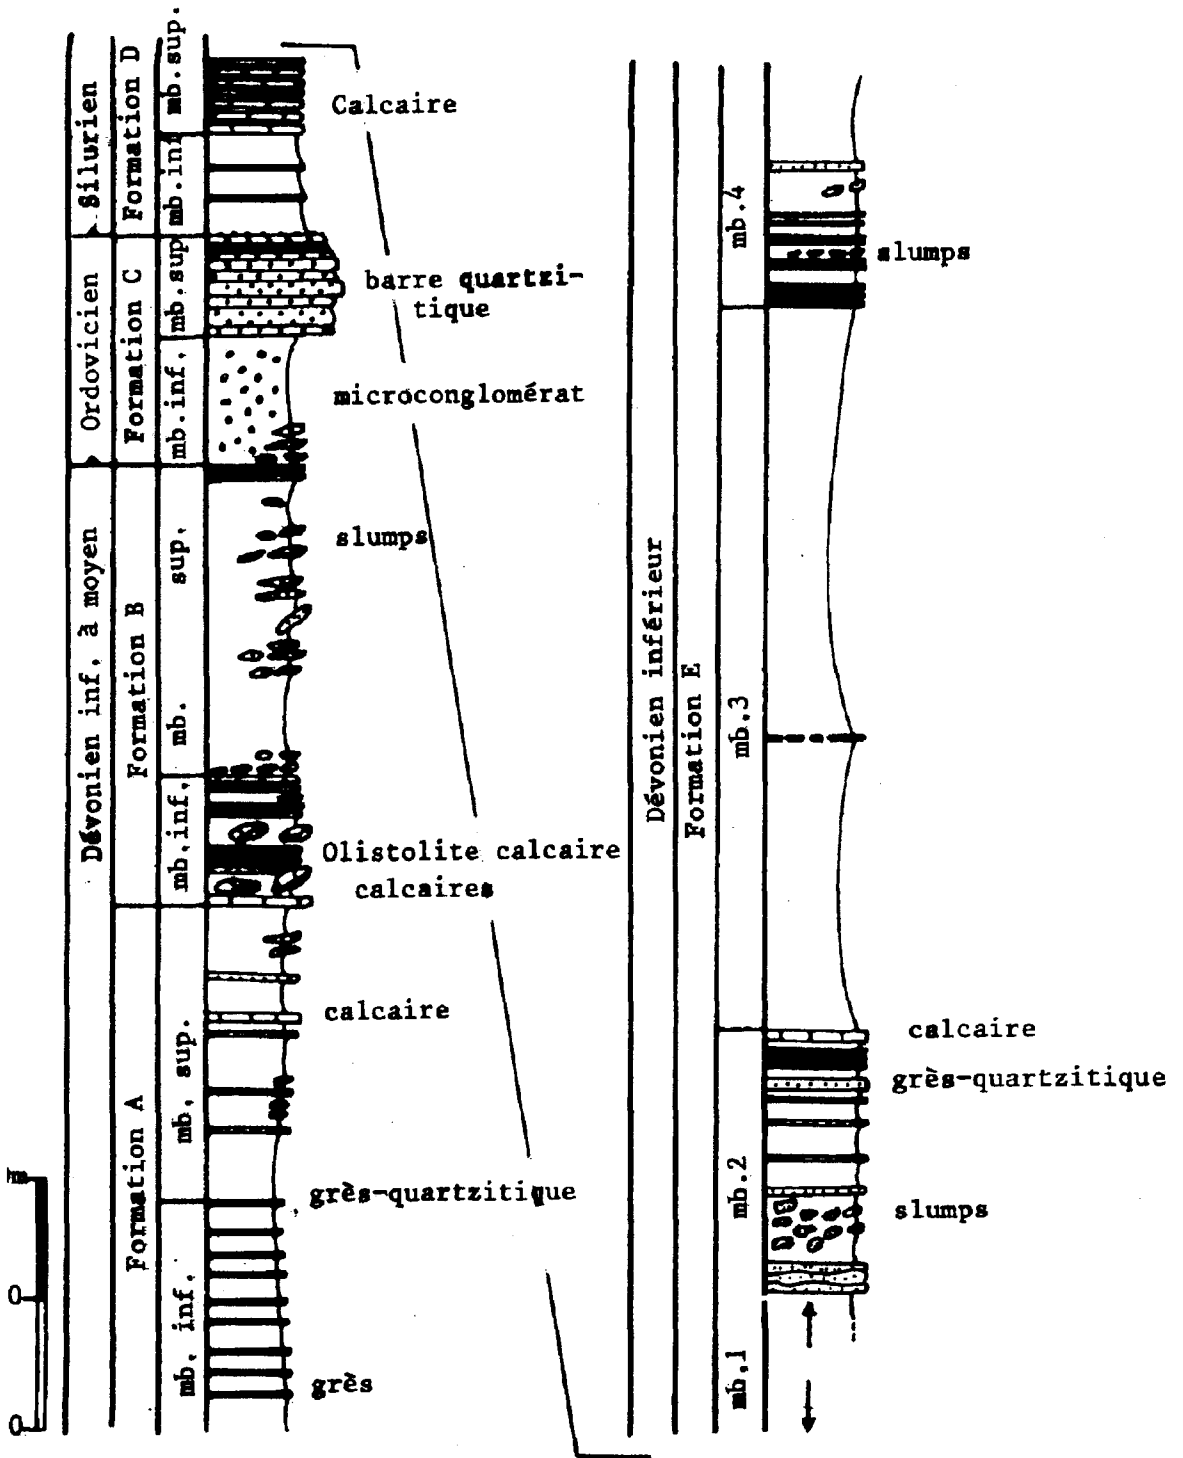 Silurien
Formation D
mb.sup.
mb.inf
Calcaire
Ordovicien
Formation C
mb.sup
mb.inf.
barre quartzi-
tique
microconglomérat
Dévonien inf. à moyen
Formation B
mb. sup.
mb.inf.
slumps
Olistolite calcaire
calcaires
Formation A
mb. sup.
mb. inf.
calcaire
grès-quartzitique
grès
0
0
Dévonien inférieur
Formation E
mb.4
mb.3
mb.2
mb.1
slumps
calcaire
grès-quartzitique
slumps